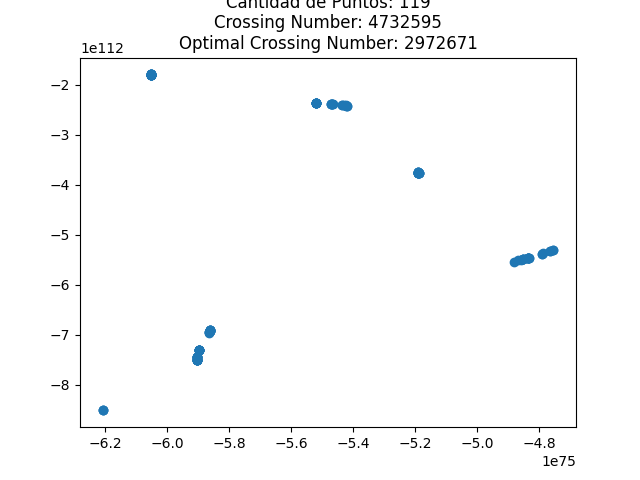 Cantidad de Puntos: 119
Crossing Number: 4732595
Optimal Crossing Number: 2972671
1e112
−2
−3
−4
−5
−6
−7
−8
−6.2 −6.0 −5.8 −5.6 −5.4 −5.2 −5.0 −4.8
1e75